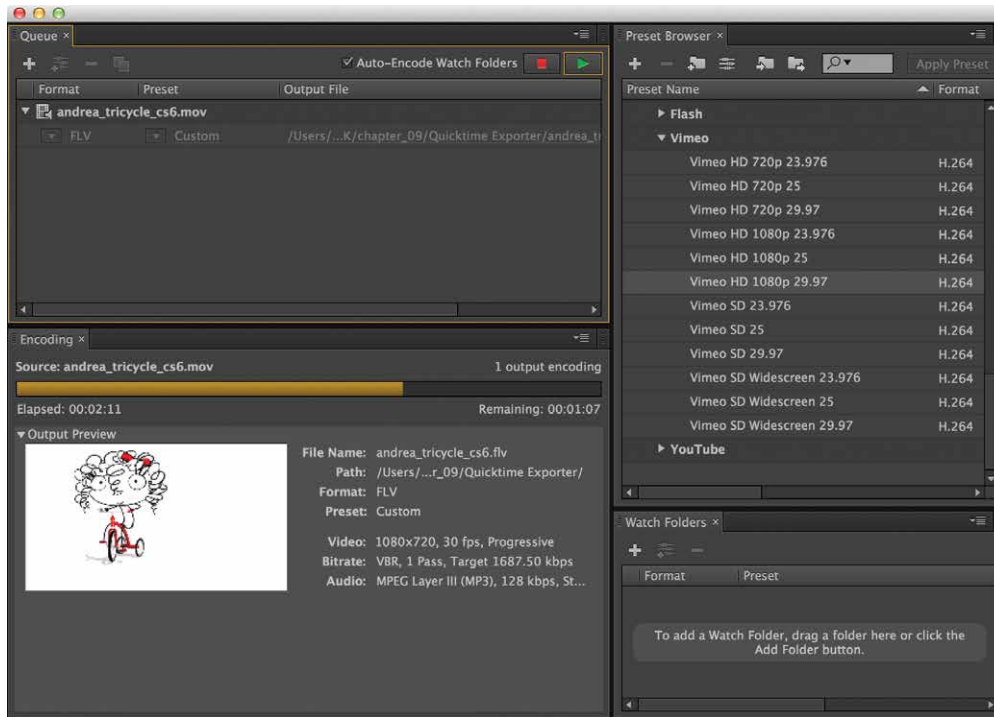 Queue ×
Auto-Encode Watch Folders
Format Preset Output File
andrea_tricycle_cs6.mov
FLV Custom /Users/...K/chapter_09/Quicktime Exporter/andrea_tr
Encoding ×
Source: andrea_tricycle_cs6.mov 1 output encoding
Elapsed: 00:02:11 Remaining: 00:01:07
Output Preview
File Name: andrea_tricycle_cs6.flv
Path: /Users/...r_09/Quicktime Exporter/
Format: FLV
Preset: Custom
Video: 1080x720, 30 fps, Progressive
Bitrate: VBR, 1 Pass, Target 1687.50 kbps
Audio: MPEG Layer III (MP3), 128 kbps, St...
Preset Browser ×
Apply Preset
Preset Name Format
Flash
Vimeo
Vimeo HD 720p 23.976 H.264
Vimeo HD 720p 25 H.264
Vimeo HD 720p 29.97 H.264
Vimeo HD 1080p 23.976 H.264
Vimeo HD 1080p 25 H.264
Vimeo HD 1080p 29.97 H.264
Vimeo SD 23.976 H.264
Vimeo SD 25 H.264
Vimeo SD 29.97 H.264
Vimeo SD Widescreen 23.976 H.264
Vimeo SD Widescreen 25 H.264
Vimeo SD Widescreen 29.97 H.264
YouTube
Watch Folders ×
Format Preset
To add a Watch Folder, drag a folder here or click the
Add Folder button.